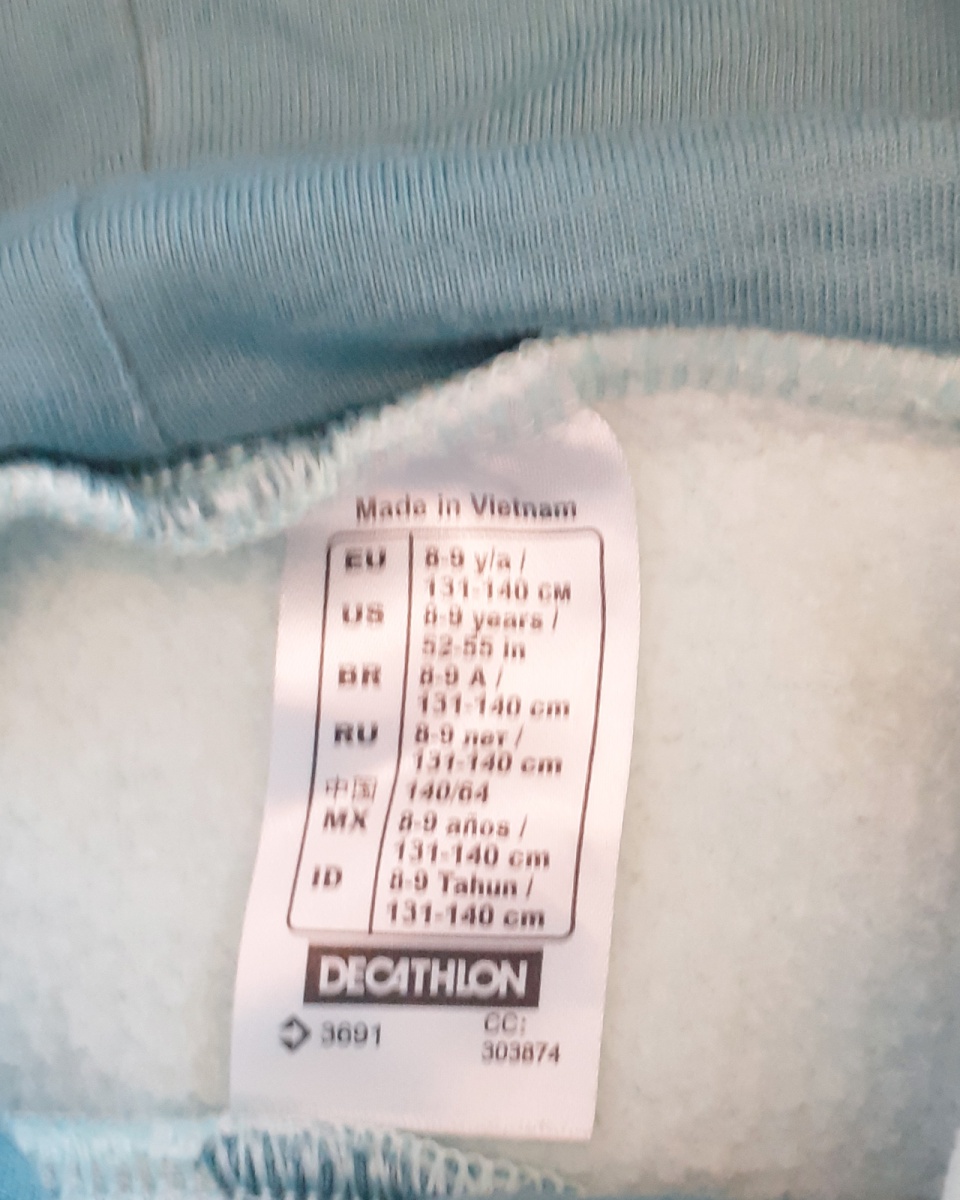 Made in Vietnam
EU 8-9 y/a /
131-140 CM
US 8-9 years /
52-55 in
BR 8-9 A /
131-140 cm
RU 8-9 лет /
131-140 cm
中国 140/64
MX 8-9 años /
131-140 cm
ID 8-9 Tahun /
131-140 cm
DECATHLON
3691 CC:
303874